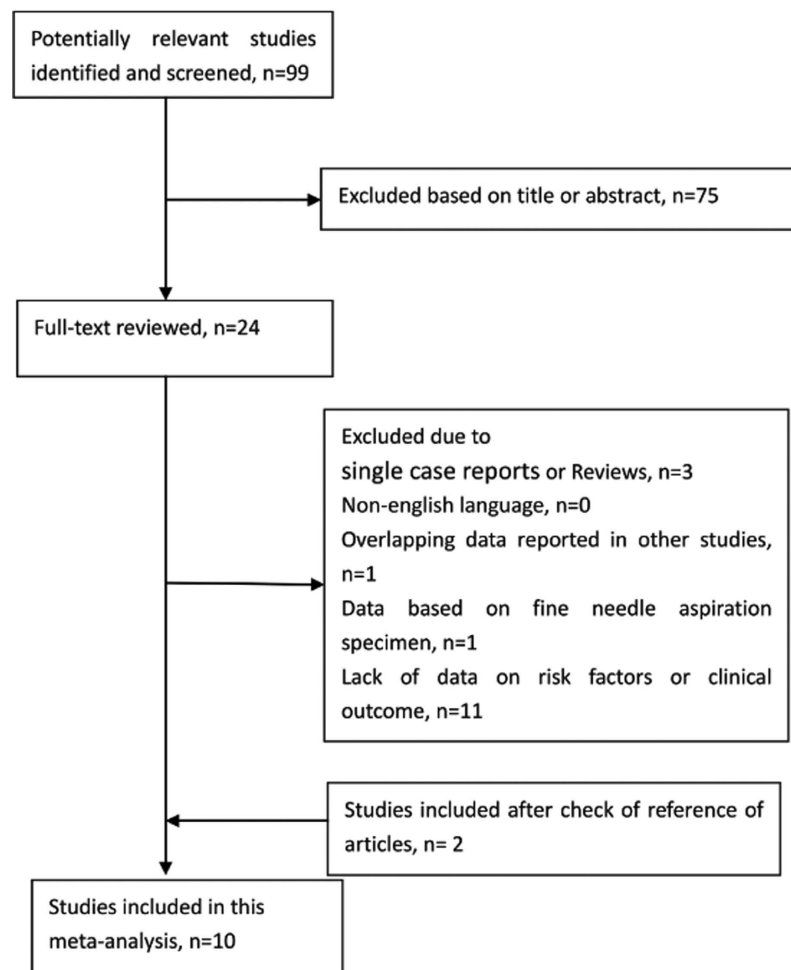 Potentially relevant studies
identified and screened, n=99
Excluded based on title or abstract, n=75
Full-text reviewed, n=24
Excluded due to
single case reports or Reviews, n=3
Non-english language, n=0
Overlapping data reported in other studies,
n=1
Data based on fine needle aspiration
specimen, n=1
Lack of data on risk factors or clinical
outcome, n=11
Studies included after check of reference of
articles, n= 2
Studies included in this
meta-analysis, n=10